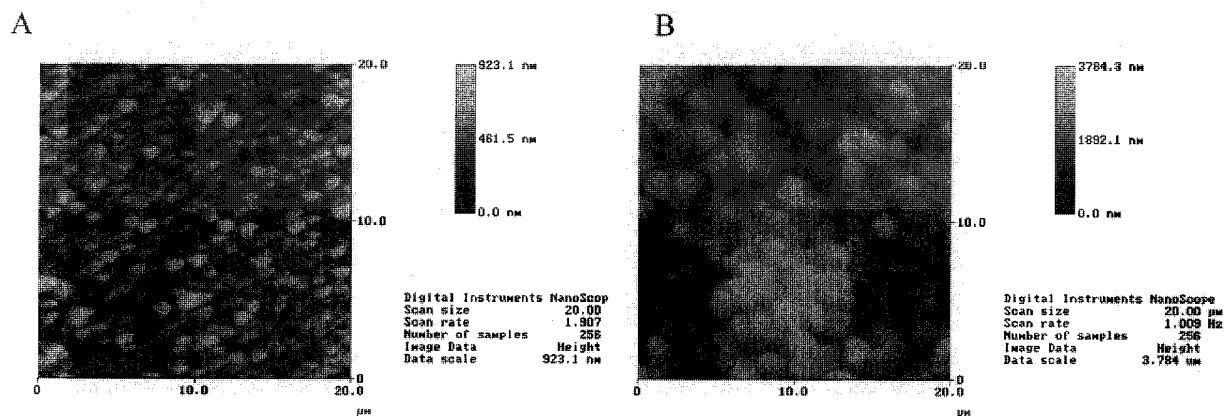 A
20.0
10.0
0
0
10.0
20.0
μm
923.1 nm
461.5 nm
0.0 nm
Digital Instruments NanoScop
Scan size 20.00
Scan rate 1.907
Number of samples 256
Image Data Height
Data scale 923.1 nm
B
20.0
10.0
0
0
10.0
20.0
μm
3784.3 nm
1892.1 nm
0.0 nm
Digital Instruments NanoScope
Scan size 20.00 μm
Scan rate 1.009 Hz
Number of samples 256
Image Data Height
Data scale 3.784 um